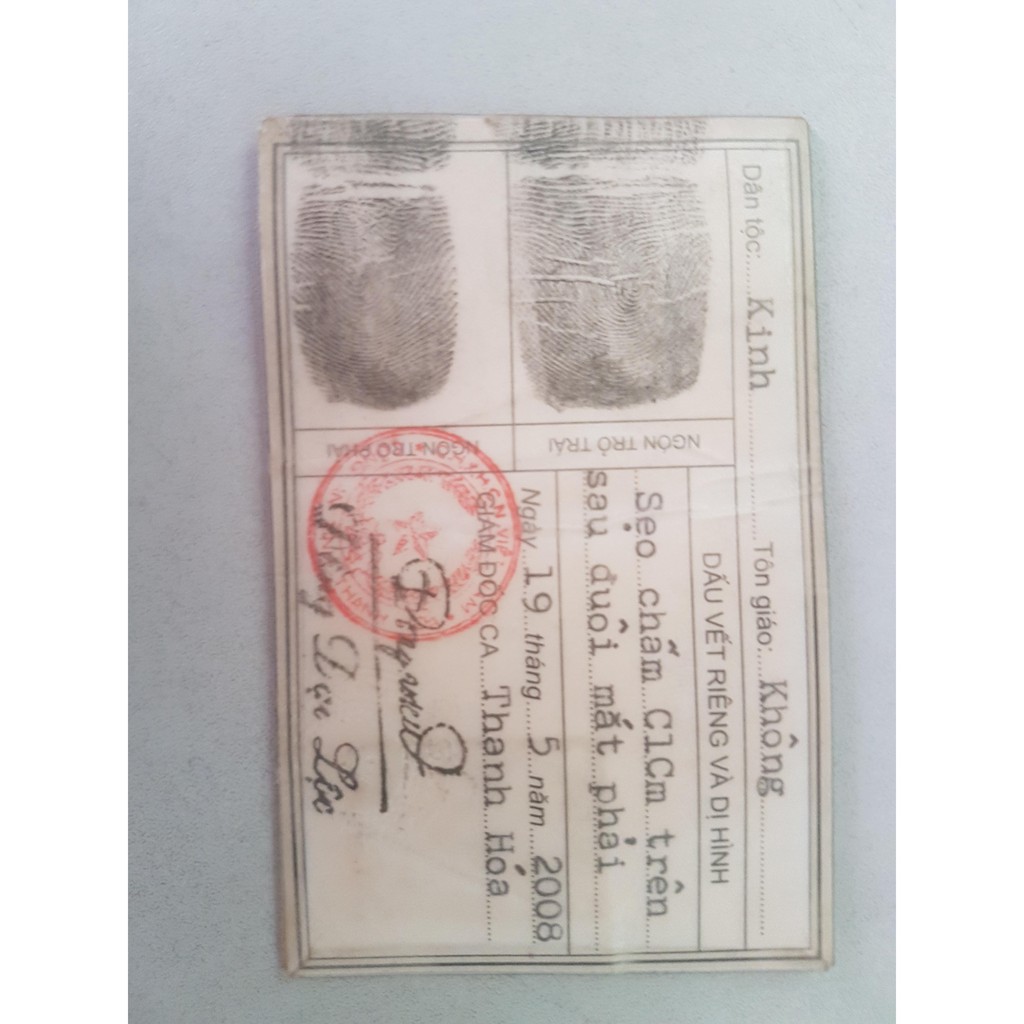 Dân tộc: Kinh Tôn giáo: Không
DẤU VẾT RIÊNG VÀ DỊ HÌNH
Sẹo chấm C1Cm trên
sau đuôi mắt phải
NGÓN TRỎ TRÁI
NGÓN TRỎ PHẢI
Ngày 19 tháng 5 năm 2008
GIÁM ĐỐC CA Thanh Hóa
Lộc